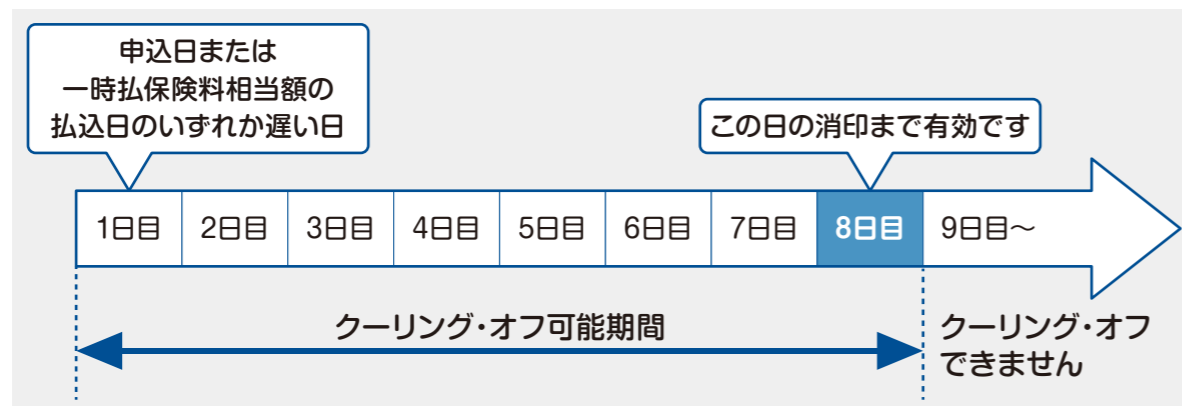 申込日または
一時払保険料相当額の
払込日のいずれか遅い日
この日の消印まで有効です
1日目 2日目 3日目 4日目 5日目 6日目 7日目 8日目 9日目〜
クーリング・オフ可能期間
クーリング・オフ
できません